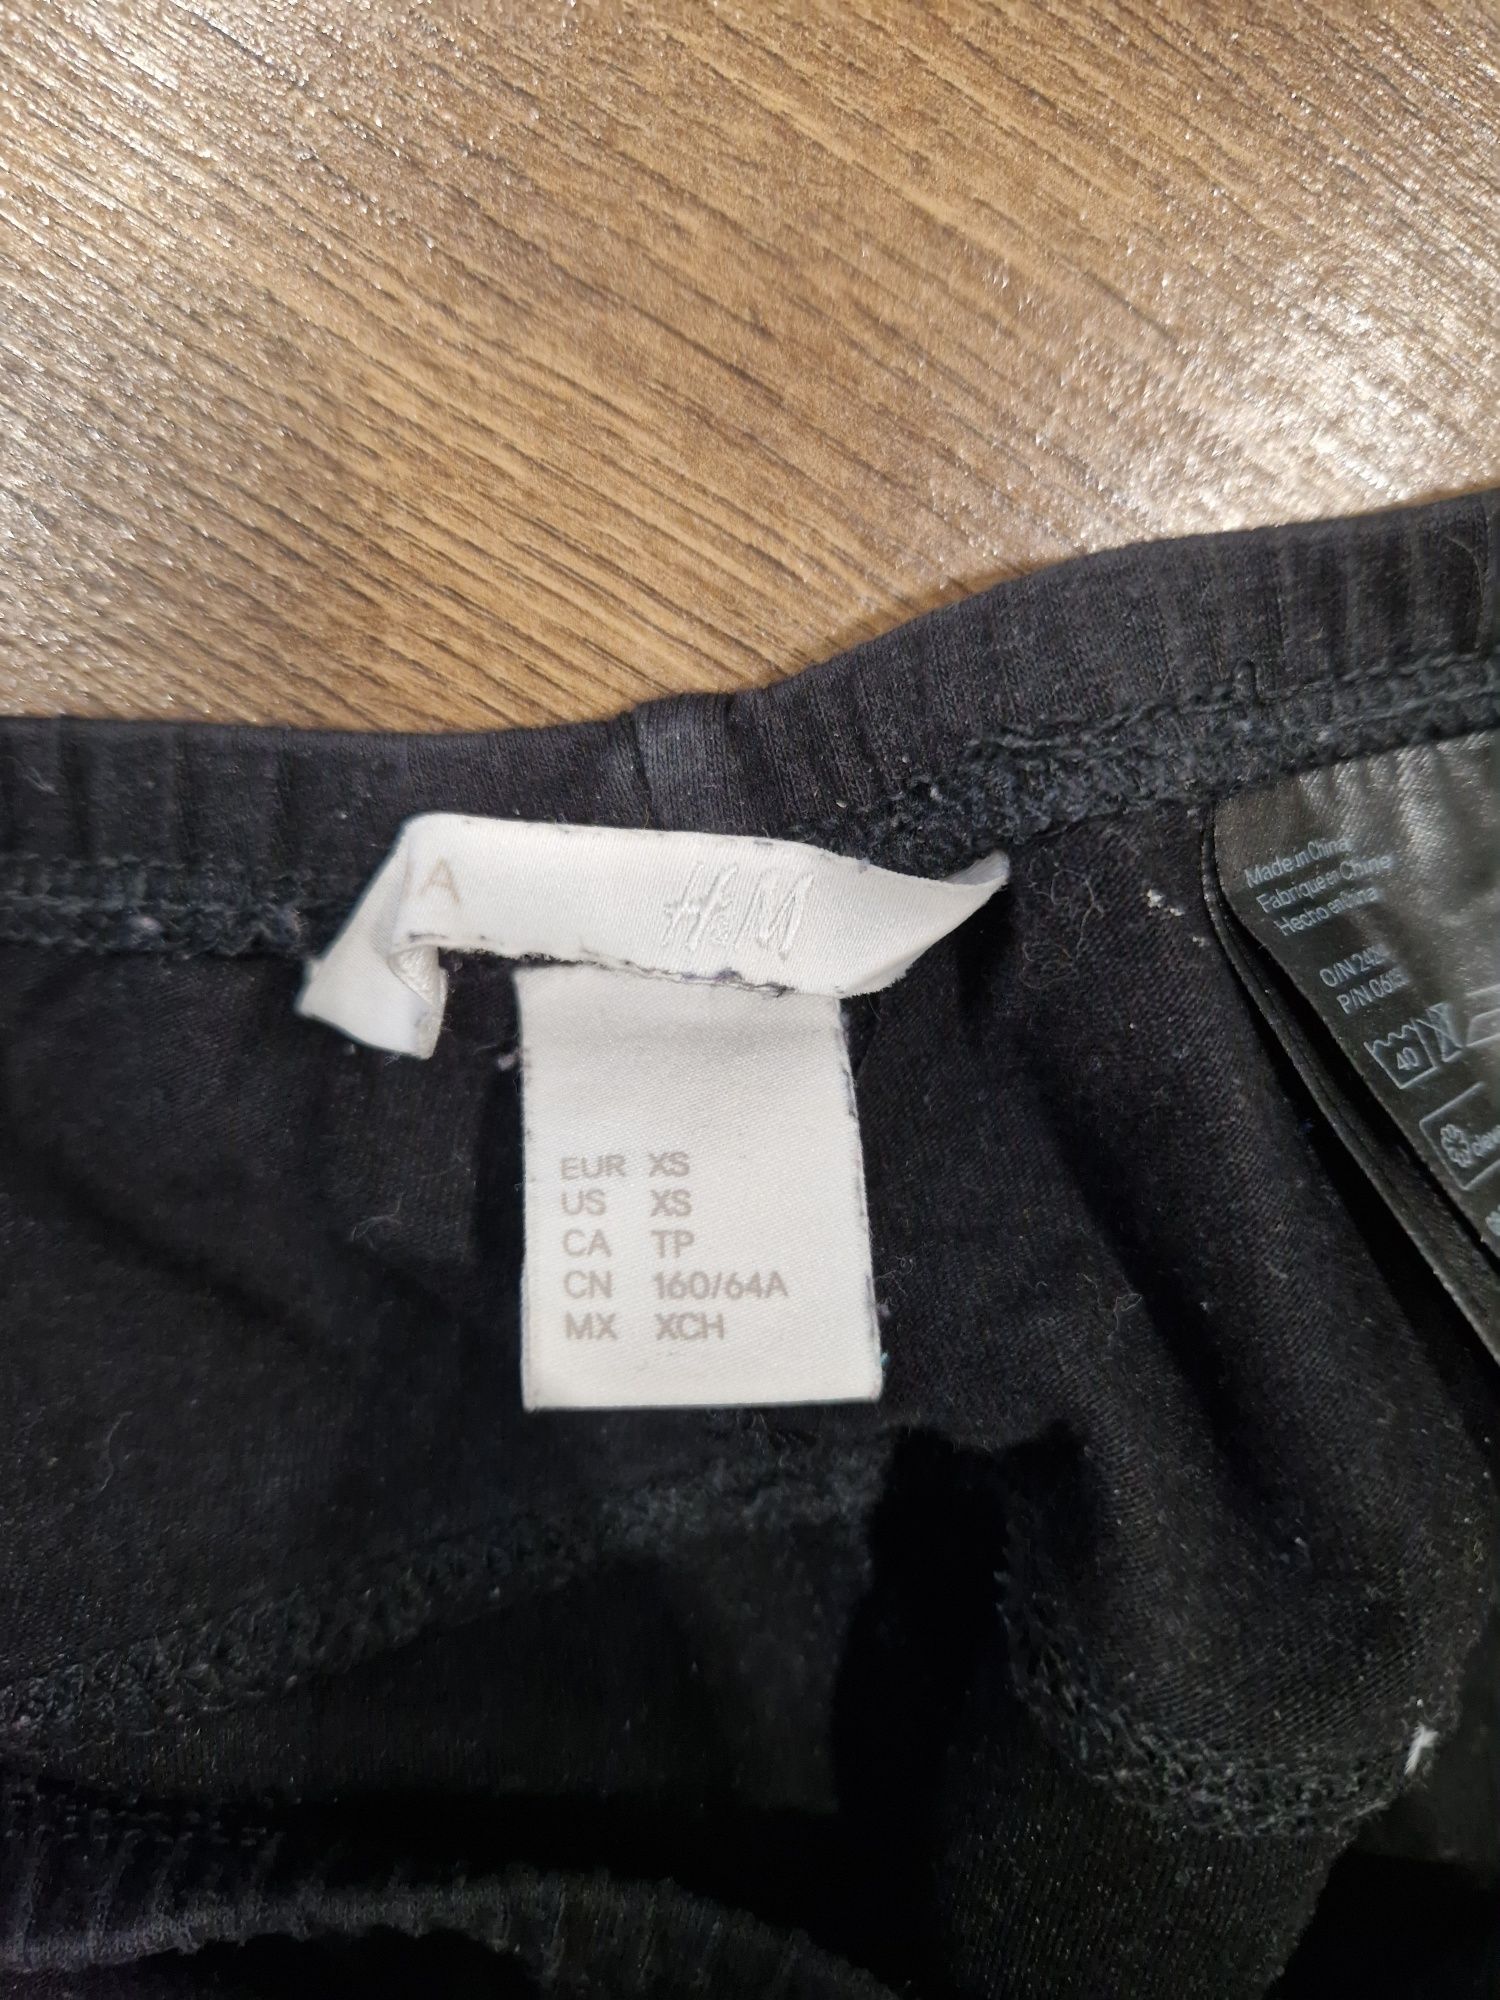 A
H&M
EUR XS
US XS
CA TP
CN 160/64A
MX XCH
Made in China
Fabriqué en Chine
Hecho en China
O/N
P/N
40